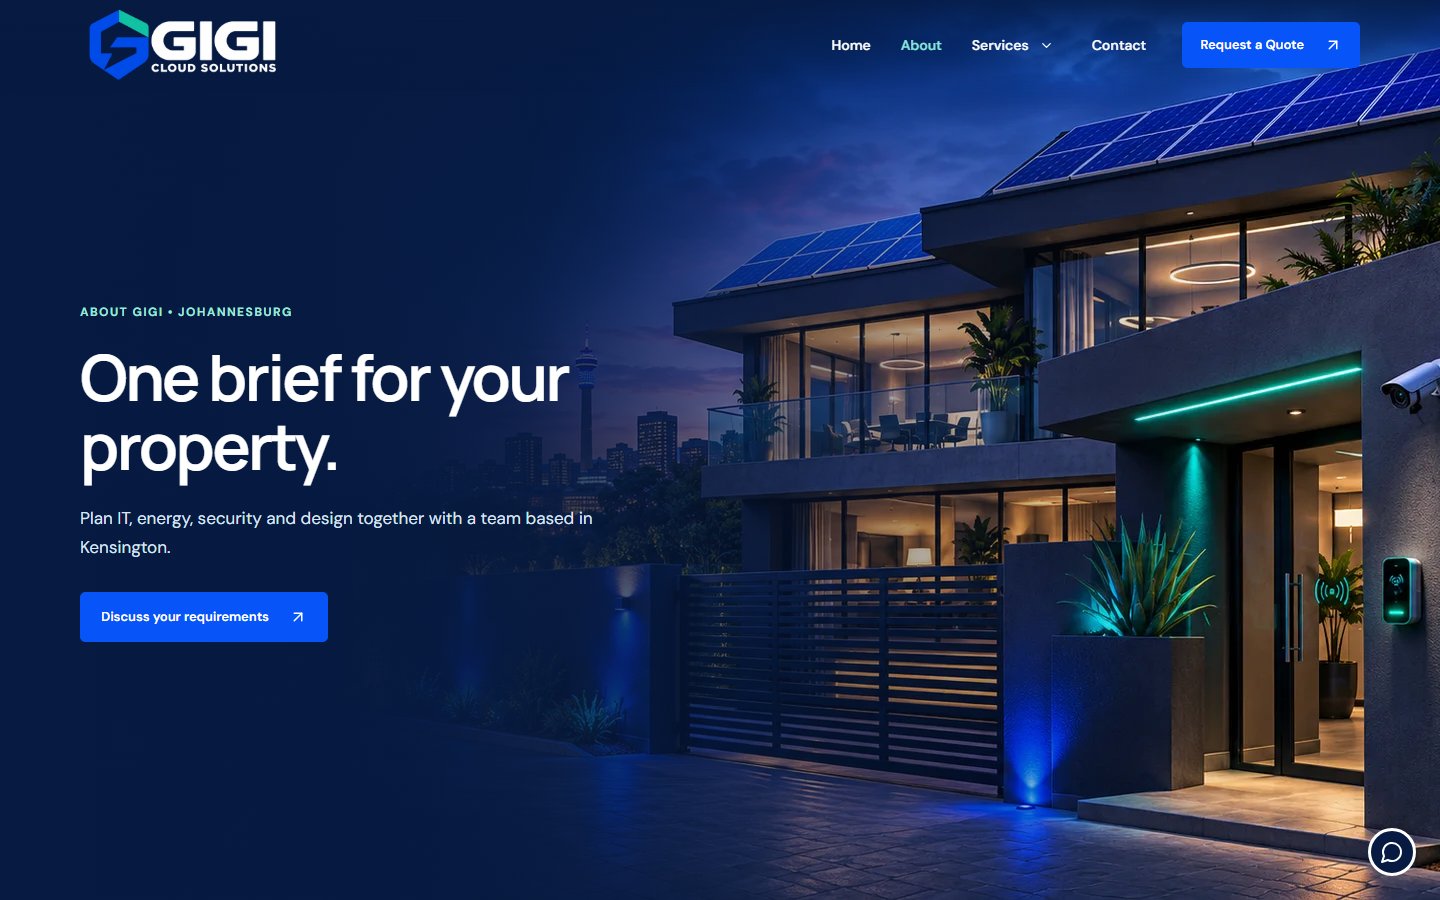 GIGI
CLOUD SOLUTIONS
Home
About
Services
Contact
Request a Quote
ABOUT GIGI • JOHANNESBURG
One brief for your
property.
Plan IT, energy, security and design together with a team based in
Kensington.
Discuss your requirements